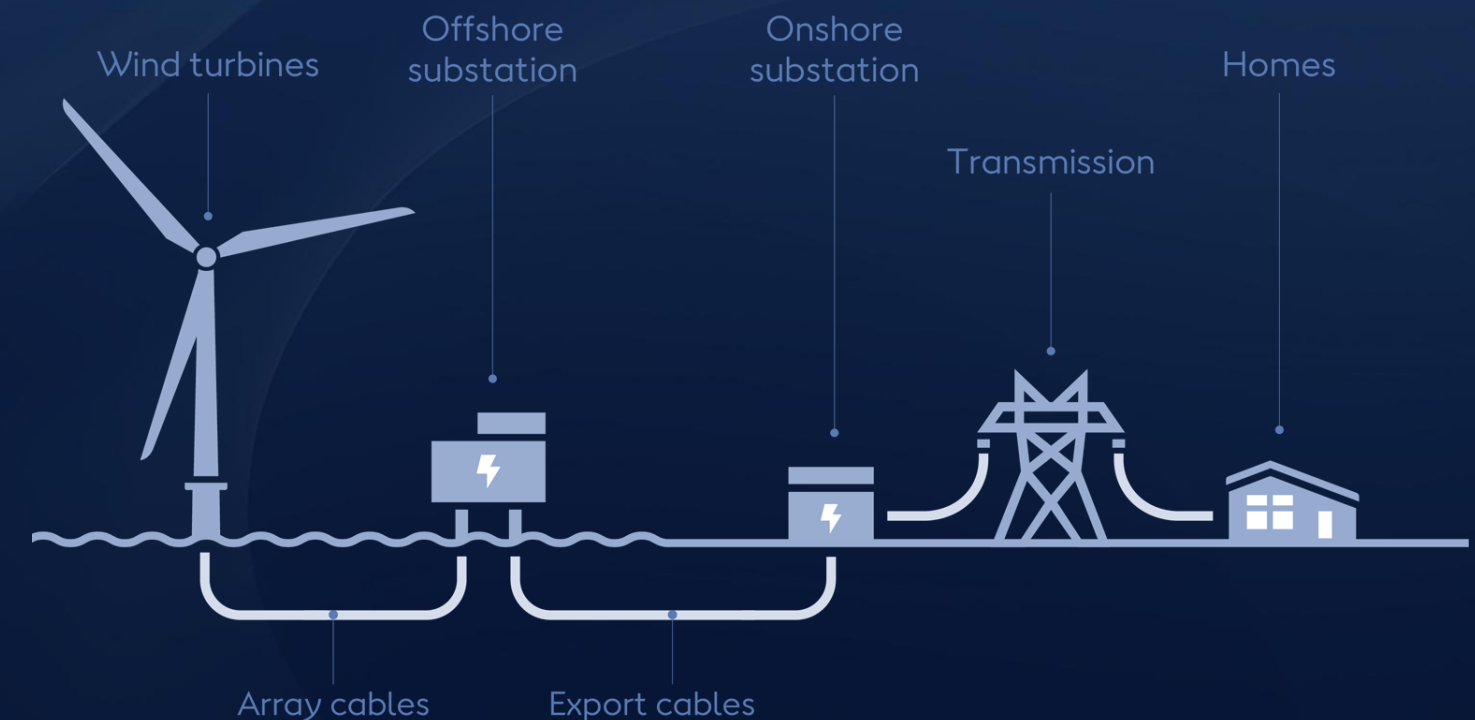 Wind turbines
Offshore
substation
Onshore
substation
Homes
Transmission
Array cables
Export cables